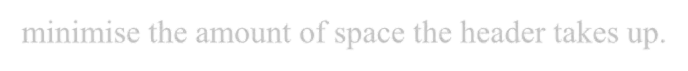 minimise the amount of space the header takes up.